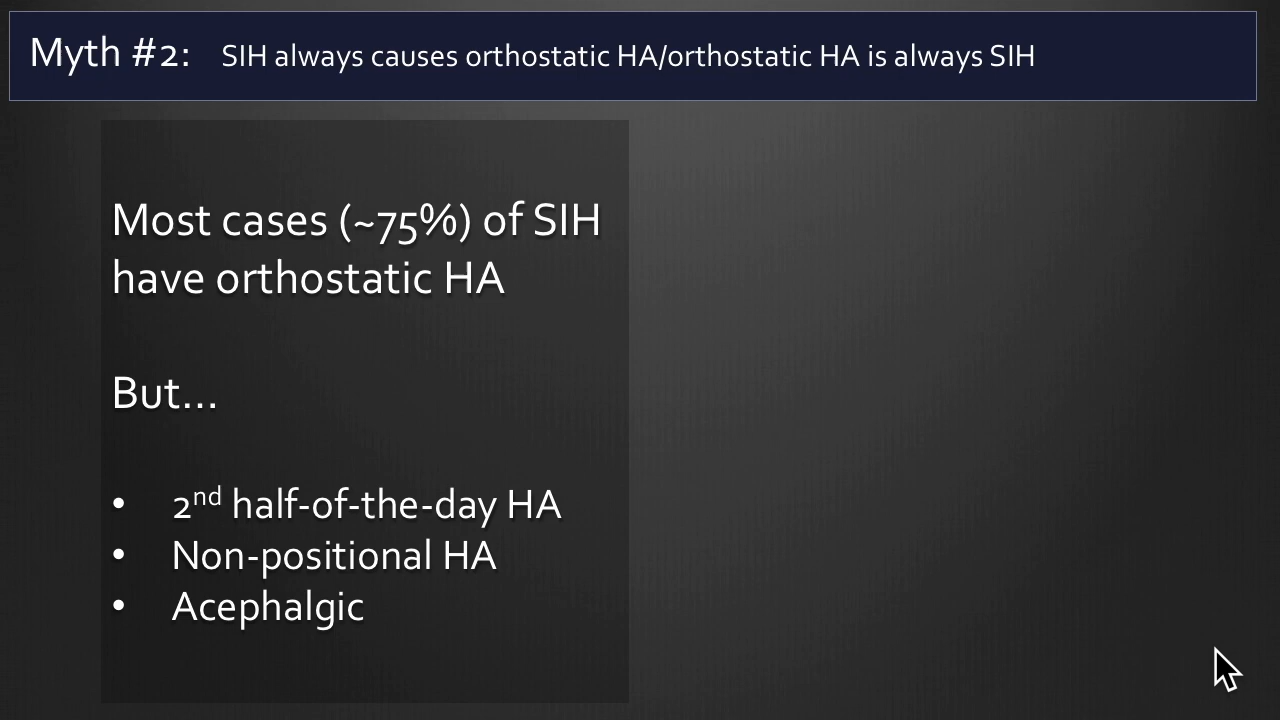 Myth #2: SIH always causes orthostatic HA/orthostatic HA is always SIH
Most cases (~75%) of SIH
have orthostatic HA
But...
• 2nd half-of-the-day HA
• Non-positional HA
• Acephalgic